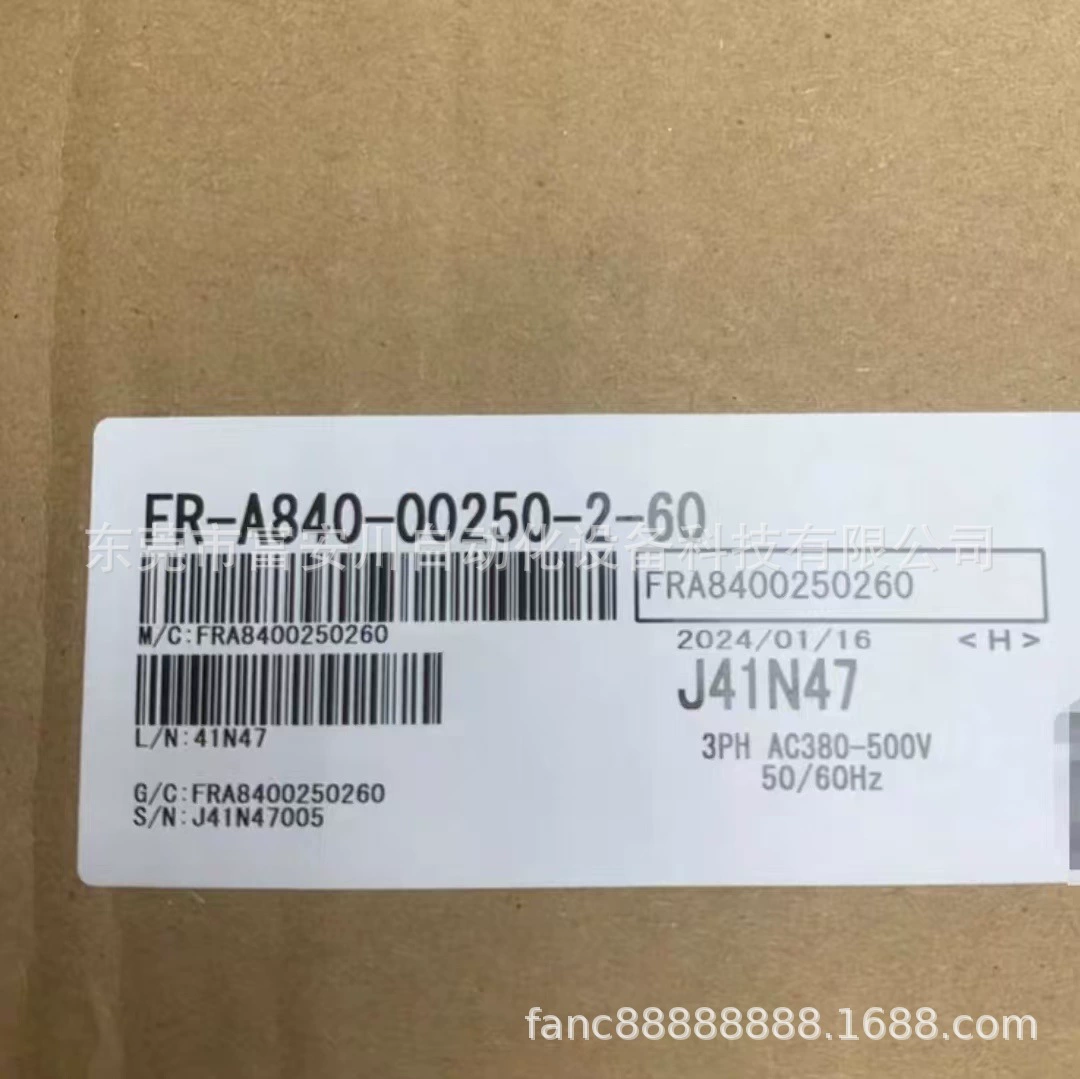 FR-A840-00250-2-60
东莞市富安川自动化设备科技有限公司
FRA8400250260
M/C:FRA8400250260
2024/01/16 <H>
J41N47
L/N:41N47
3PH AC380-500V
50/60Hz
G/C:FRA8400250260
S/N:J41N47005
fanc88888888.1688.com